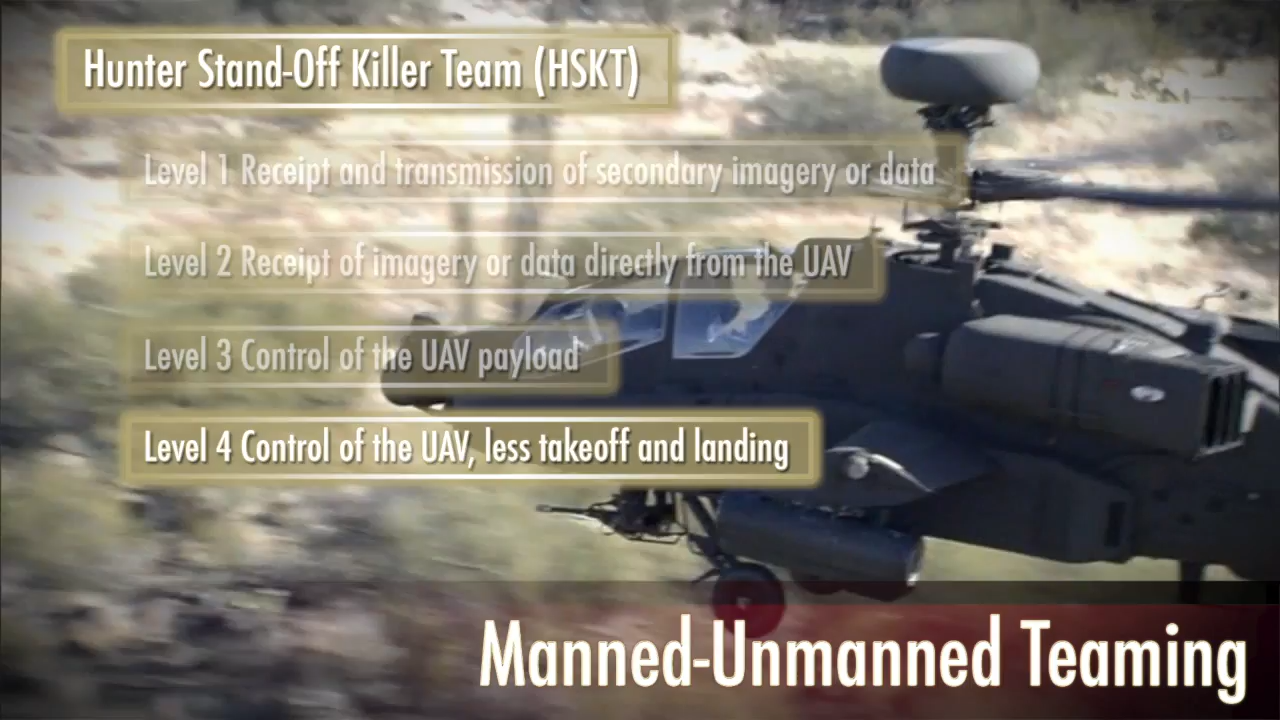 Hunter Stand-Off Killer Team (HSKT)
Level 1 Receipt and transmission of secondary imagery or data
Level 2 Receipt of imagery or data directly from the UAV
Level 3 Control of the UAV payload
Level 4 Control of the UAV, less takeoff and landing
Manned-Unmanned Teaming